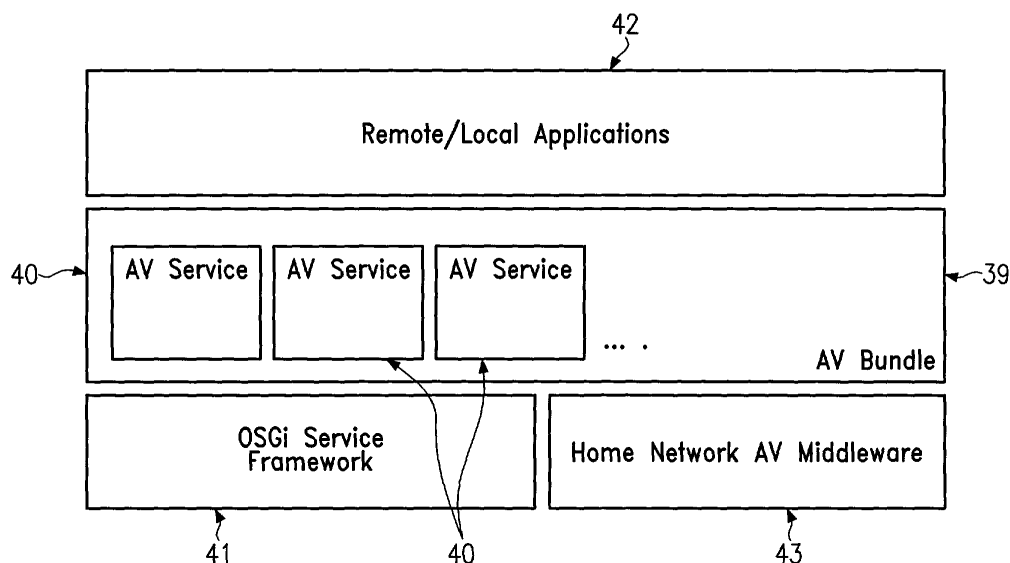 42
Remote/Local Applications
40
AV Service
AV Service
AV Service
39
... .
AV Bundle
OSGi Service
Framework
Home Network AV Middleware
41
40
43